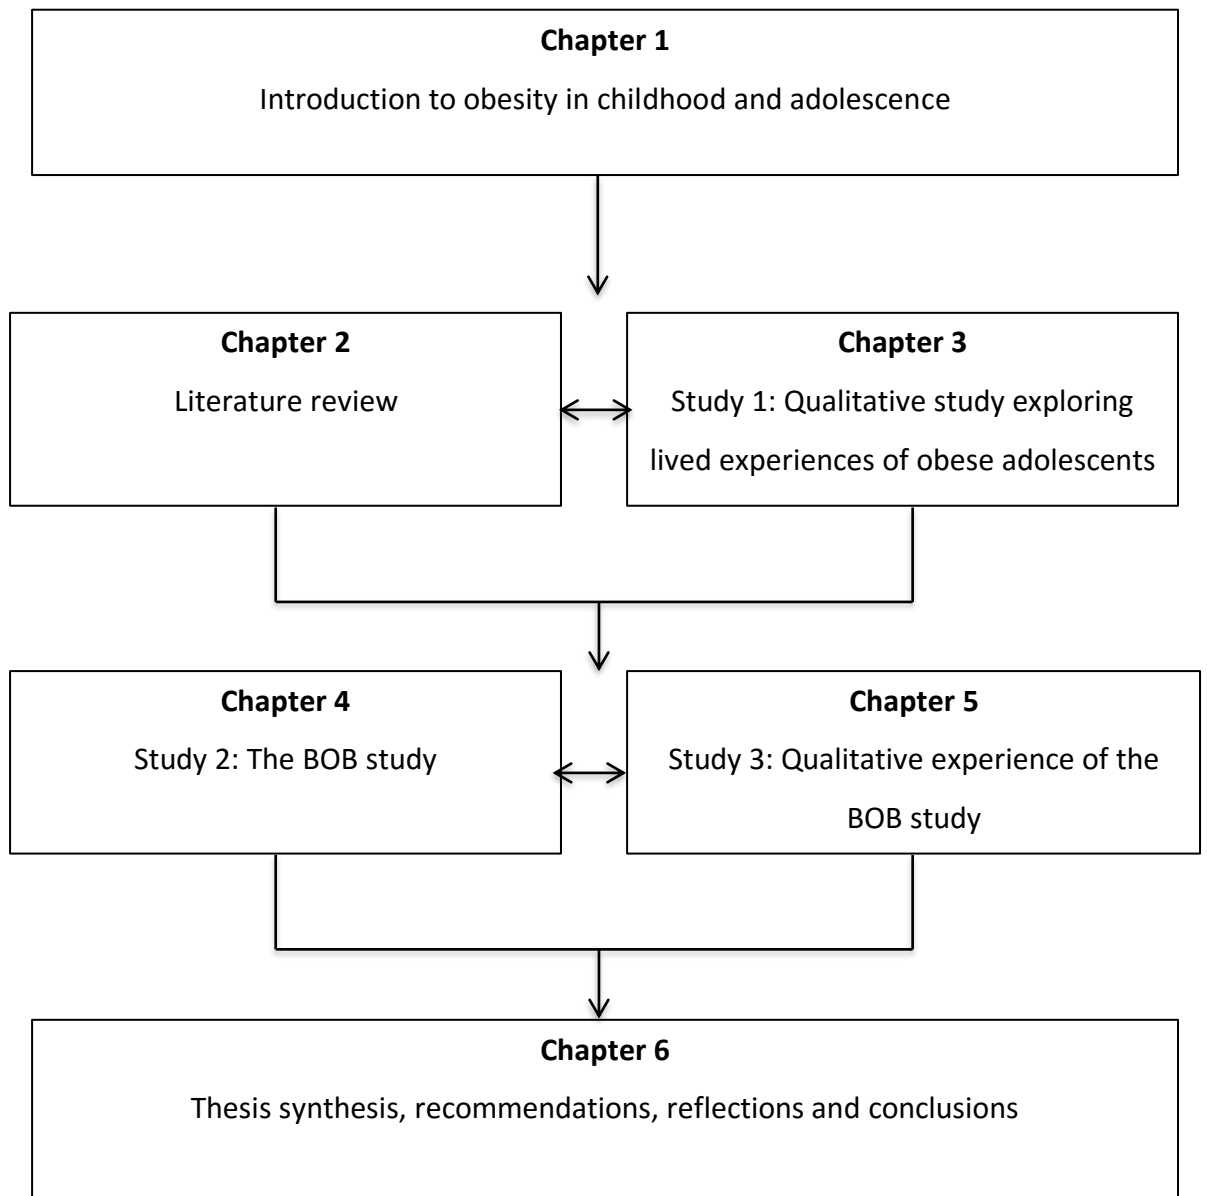 Chapter 1
Introduction to obesity in childhood and adolescence
Chapter 2
Literature review
Chapter 3
Study 1: Qualitative study exploring
lived experiences of obese adolescents
Chapter 4
Study 2: The BOB study
Chapter 5
Study 3: Qualitative experience of the
BOB study
Chapter 6
Thesis synthesis, recommendations, reflections and conclusions